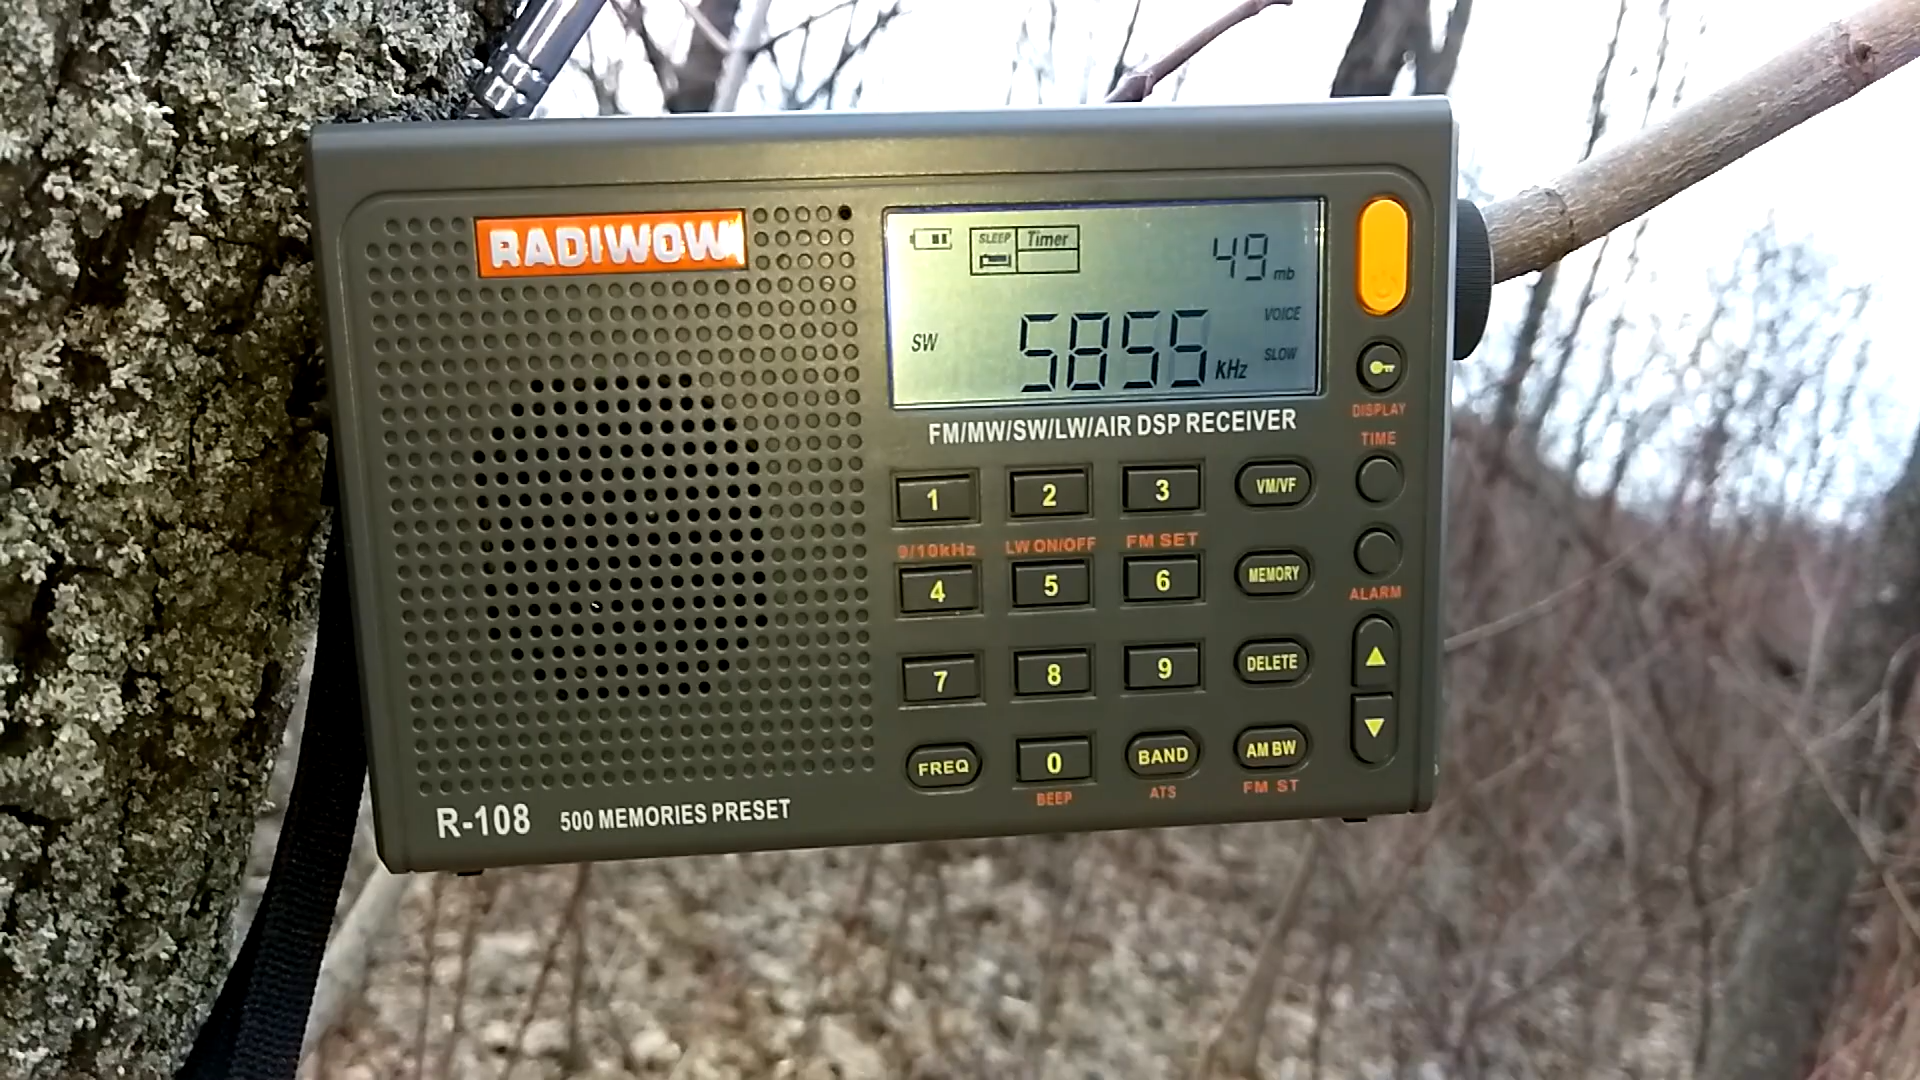 RADIWOW
SLEEP Timer
49 mb
VOICE
SW
5855 kHz
SLOW
FM/MW/SW/LW/AIR DSP RECEIVER
DISPLAY
TIME
1 2 3 VM/VF
9/10kHz LW ON/OFF FM SET
4 5 6 MEMORY
ALARM
7 8 9 DELETE
FREQ 0 BAND AM BW
BEEP ATS FM ST
R-108 500 MEMORIES PRESET